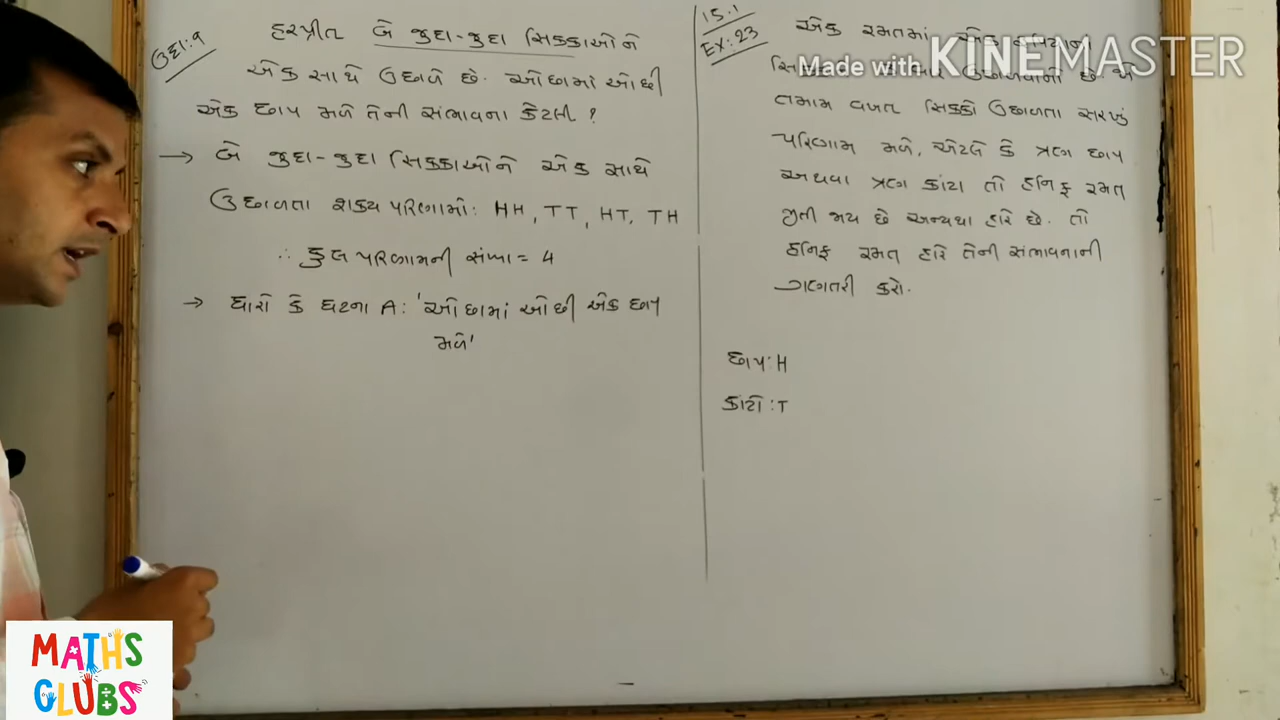 ઉદા:૧
હરપ્રીત બે જુદા-જુદા સિક્કાઓને
એક સાથે ઉછાળે છે. ઓછામાં ઓછી
એક છાપ મળે તેની સંભાવના કેટલી ?
→ બે જુદા-જુદા સિક્કાઓને એક સાથે
ઉછાળતા શક્ય પરિણામો: HH, TT, HT, TH
∴ કુલ પરિણામની સંખ્યા = 4
→ ધારો કે ઘટના A: 'ઓછામાં ઓછી એક છાપ
મળે'
15.1
EX:23
એક રમતમાં એક
છે. જો
તમામ વખત સિક્કો ઉછાળતા સરખું
પરિણામ મળે, એટલે કે ત્રણ છાપ
અથવા ત્રણ કાંટા તો હનિફ રમત
જીતી જાય છે અન્યથા હારે છે. તો
હનિફ રમત હારે તેની સંભાવનાની
ગણતરી કરો.
છાપ: H
કાંટો: T
Made with KINEMASTER
MATHS
CLUBS